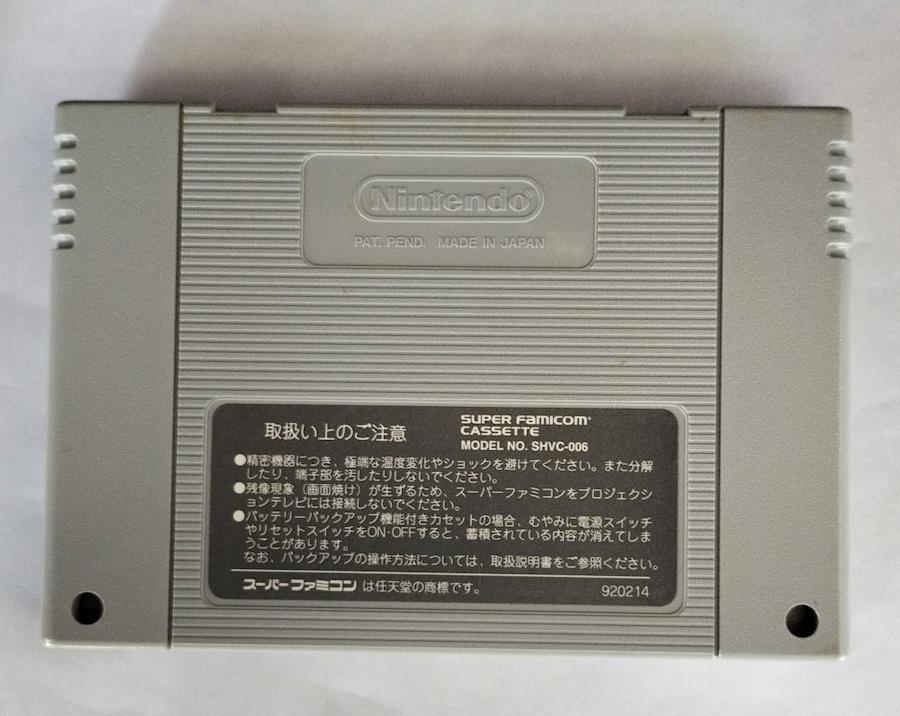 Nintendo®
PAT. PEND. MADE IN JAPAN
取扱い上のご注意
SUPER FAMICOM®
CASSETTE
MODEL NO. SHVC-006
●精密機器につき、極端な温度変化やショックを避けてください。また分解
したり、端子部を汚したりしないでください。
●残像現象（画面焼け）が生ずるため、スーパーファミコンをプロジェクシ
ョンテレビには接続しないでください。
●バッテリーバックアップ機能付きカセットの場合、むやみに電源スイッチ
やリセットスイッチをON・OFFすると、蓄積されている内容が消えてしま
うことがあります。
なお、バックアップの操作方法については、取扱説明書をご参照ください。
スーパーファミコン は任天堂の商標です。 920214